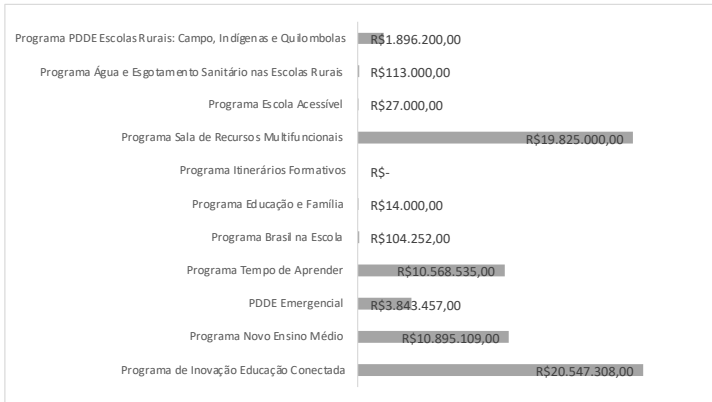 Programa PDDE Escolas Rurais: Campo, Indígenas e Quilombolas R$1.896.200,00
Programa Água e Esgotamento Sanitário nas Escolas Rurais R$113.000,00
Programa Escola Acessível R$27.000,00
Programa Sala de Recursos Multifuncionais R$19.825.000,00
Programa Itinerários Formativos R$-
Programa Educação e Família R$14.000,00
Programa Brasil na Escola R$104.252,00
Programa Tempo de Aprender R$10.568.535,00
PDDE Emergencial R$3.843.457,00
Programa Novo Ensino Médio R$10.895.109,00
Programa de Inovação Educação Conectada R$20.547.308,00